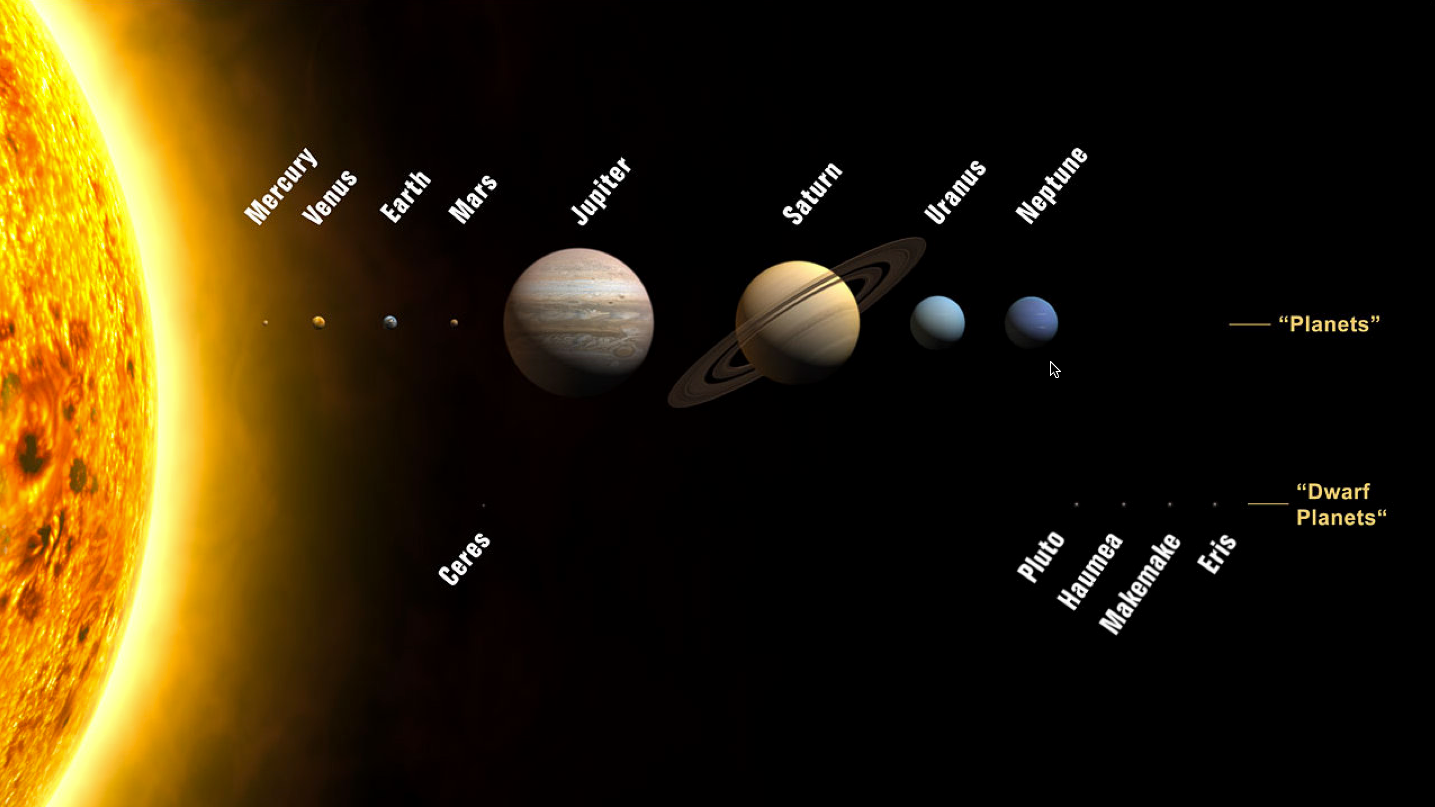 Mercury
Venus
Earth
Mars
Jupiter
Saturn
Uranus
Neptune
“Planets”
Ceres
Pluto
Haumea
Makemake
Eris
“Dwarf
Planets“